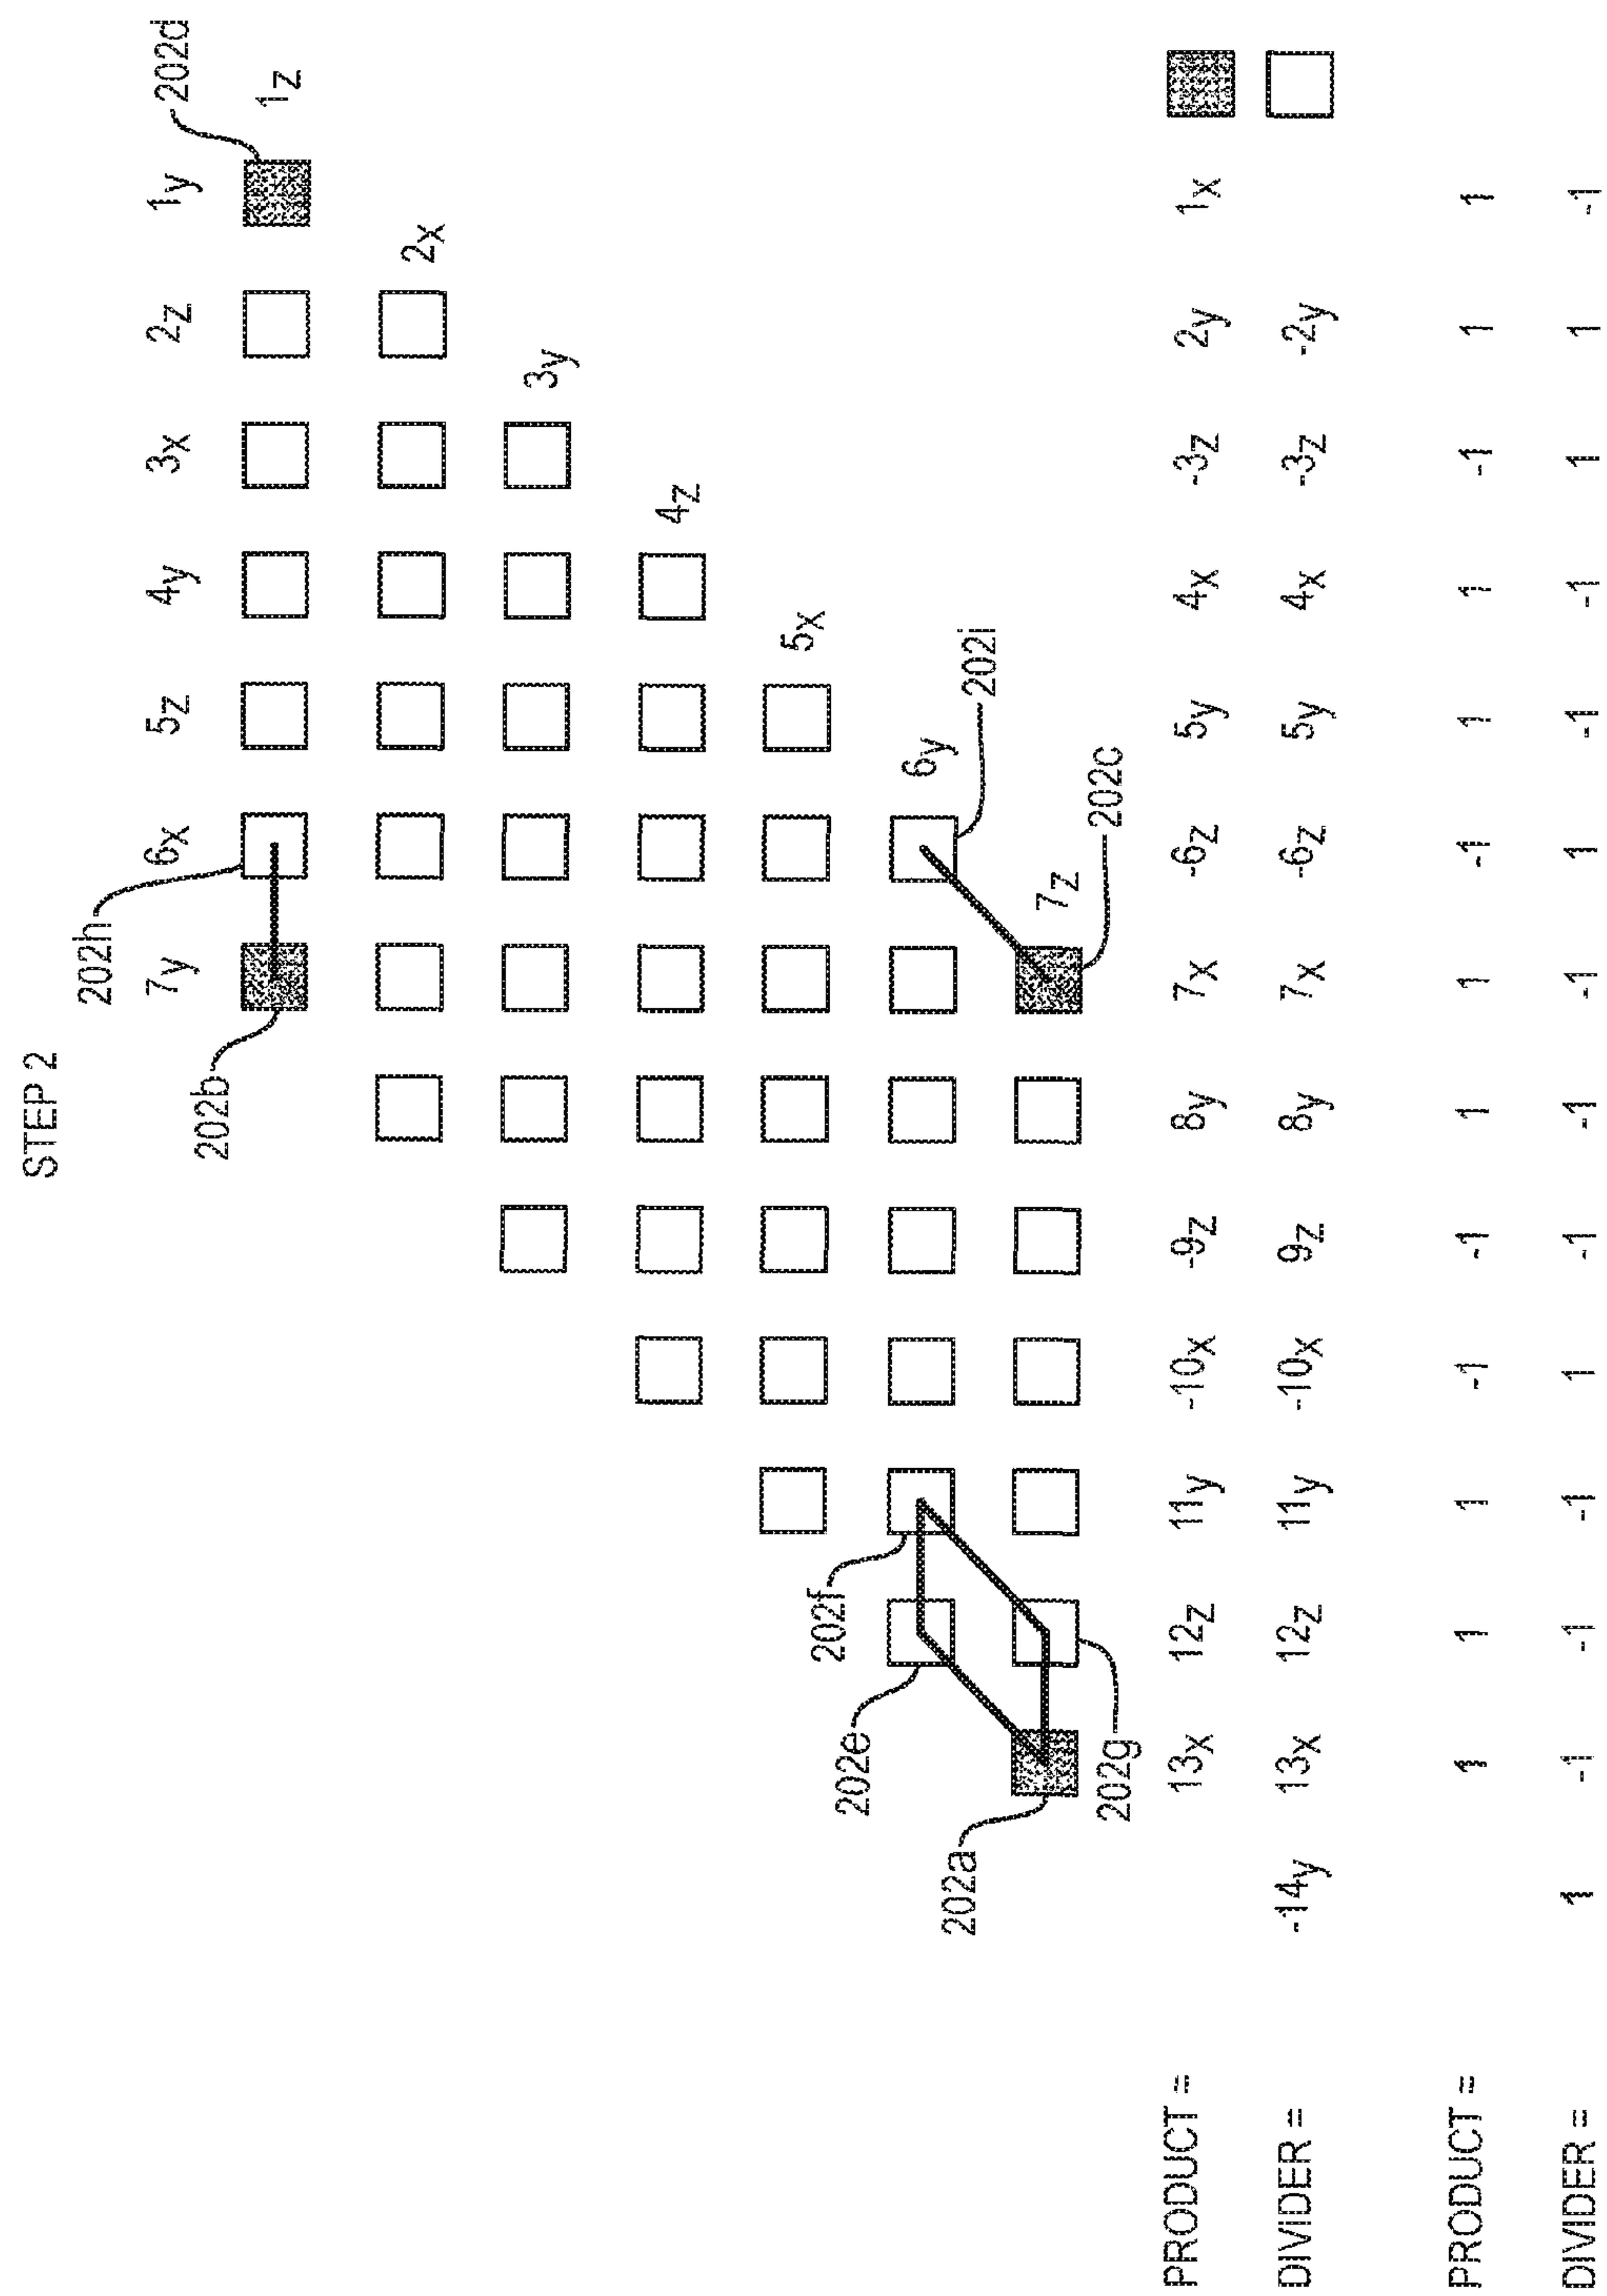 STEP 2
202h
7y 6x 5z 4y 3x 2z 1y 202d
202b
1z
2x
3y
4z
5x
202f
202e
6y
202a
202i
7z
202c
202g
PRODUCT = 13x 12z 11y -10x -9z 8y 7x -6z 5y 4x -3z 2y 1x
DIVIDER = -14y 13x 12z 11y -10x 9z 8y 7x -6z 5y 4x -3z -2y
PRODUCT = 1 1 1 -1 -1 1 1 -1 1 1 -1 1 1
DIVIDER = 1 -1 -1 -1 1 -1 -1 -1 1 -1 -1 1 1 -1